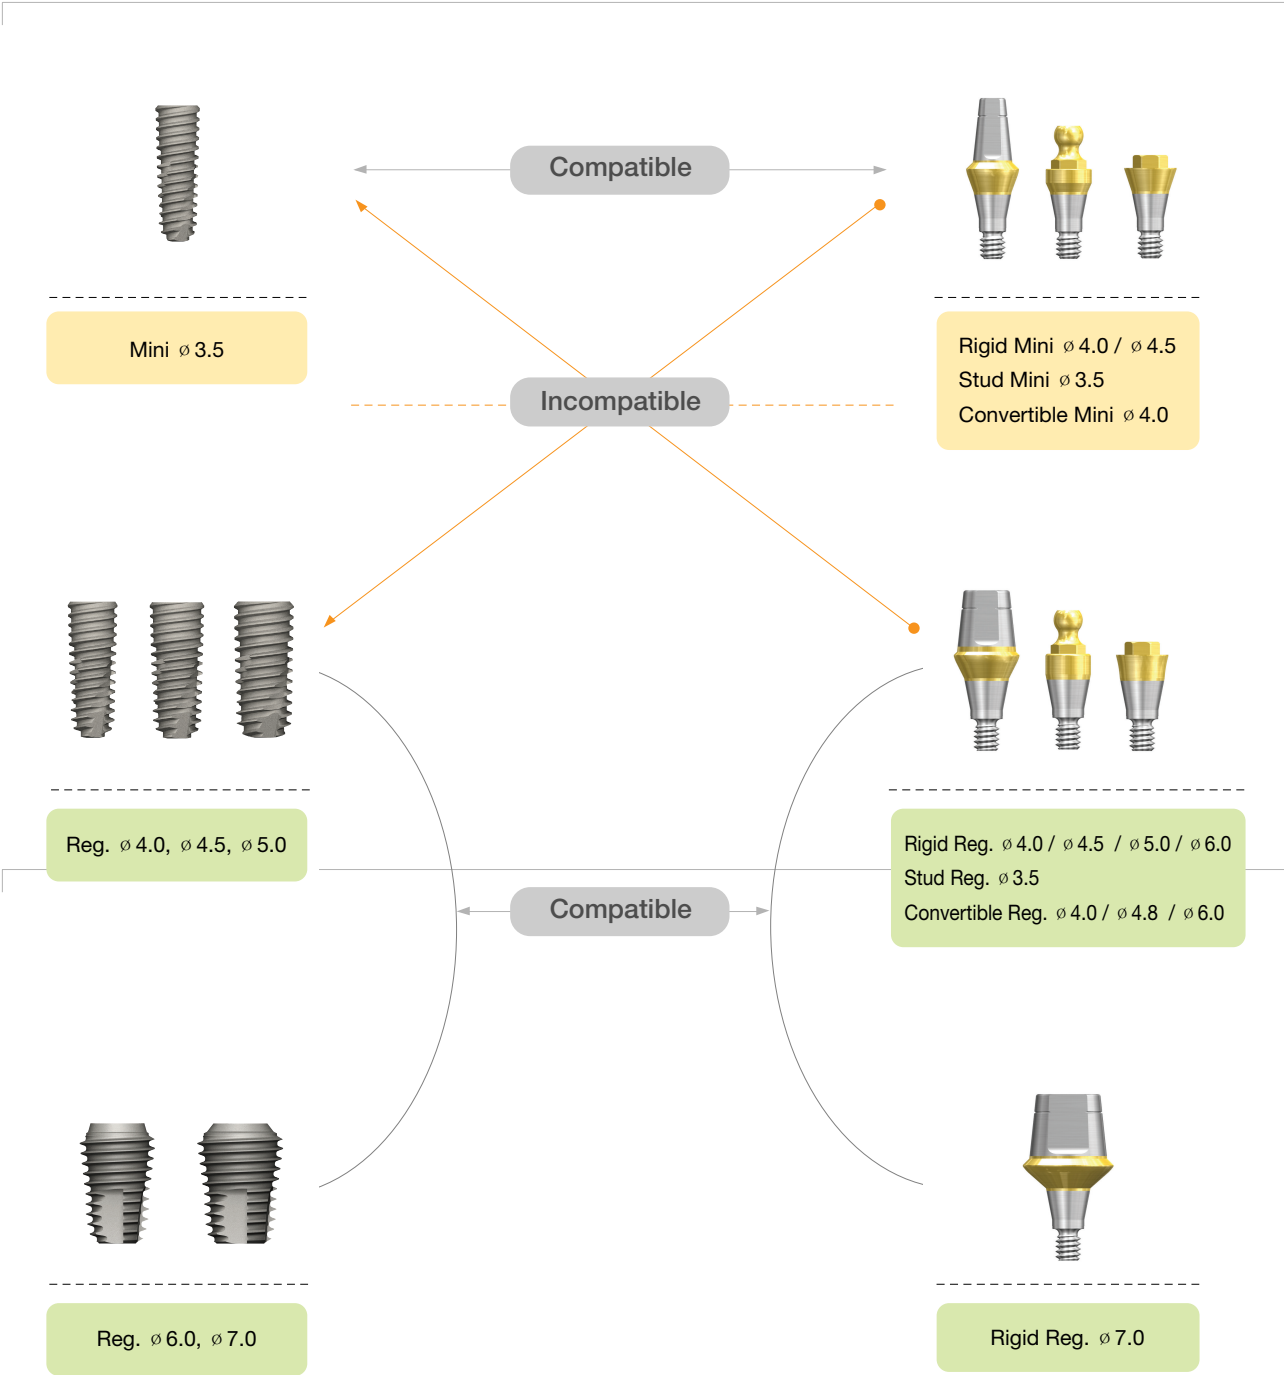 Compatible
Mini ø 3.5
Rigid Mini ø 4.0 / ø 4.5
Stud Mini ø 3.5
Convertible Mini ø 4.0
Incompatible
Reg. ø 4.0, ø 4.5, ø 5.0
Rigid Reg. ø 4.0 / ø 4.5 / ø 5.0 / ø 6.0
Stud Reg. ø 3.5
Convertible Reg. ø 4.0 / ø 4.8 / ø 6.0
Compatible
Reg. ø 6.0, ø 7.0
Rigid Reg. ø 7.0